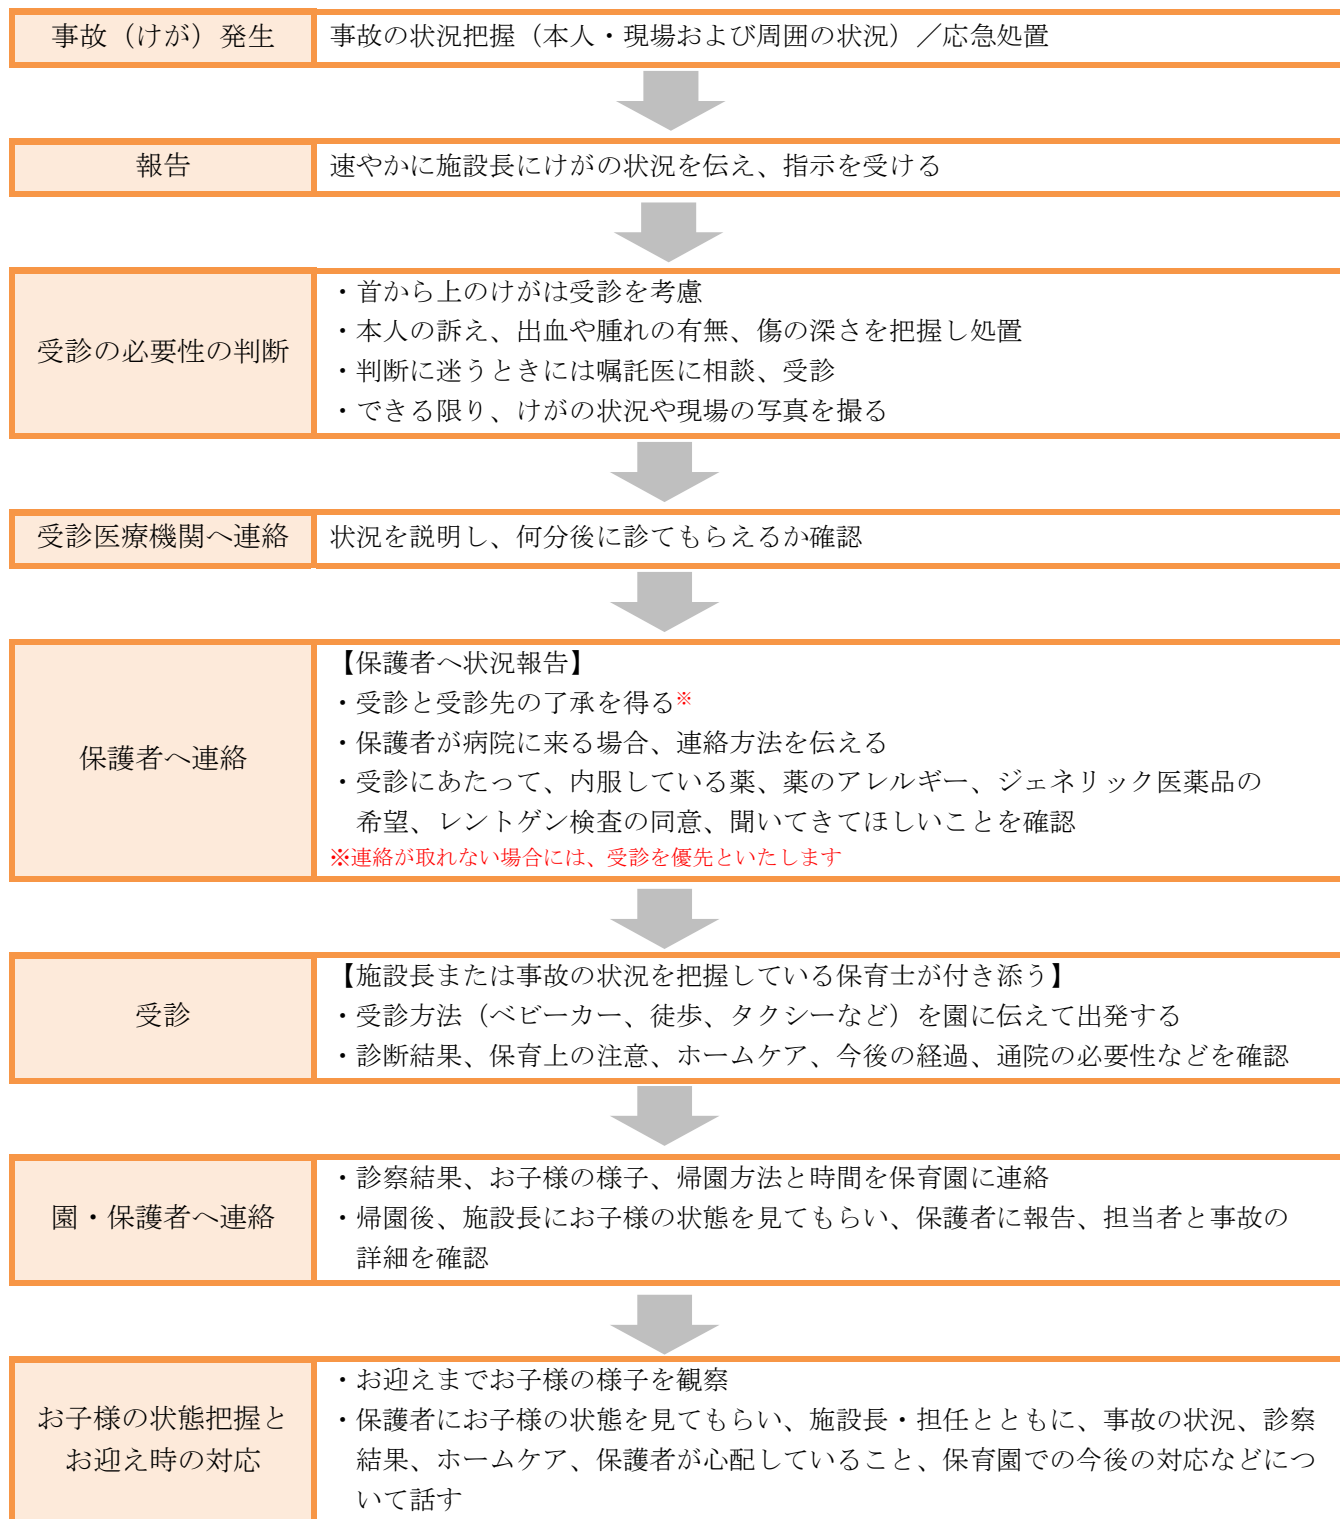 事故（けが）発生
事故の状況把握（本人・現場および周囲の状況）／応急処置
報告
速やかに施設長にけがの状況を伝え、指示を受ける
受診の必要性の判断
・首から上のけがは受診を考慮
・本人の訴え、出血や腫れの有無、傷の深さを把握し処置
・判断に迷うときには嘱託医に相談、受診
・できる限り、けがの状況や現場の写真を撮る
受診医療機関へ連絡
状況を説明し、何分後に診てもらえるか確認
保護者へ連絡
【保護者へ状況報告】
・受診と受診先の了承を得る※
・保護者が病院に来る場合、連絡方法を伝える
・受診にあたって、内服している薬、薬のアレルギー、ジェネリック医薬品の
希望、レントゲン検査の同意、聞いてきてほしいことを確認
※連絡が取れない場合には、受診を優先といたします
受診
【施設長または事故の状況を把握している保育士が付き添う】
・受診方法（ベビーカー、徒歩、タクシーなど）を園に伝えて出発する
・診断結果、保育上の注意、ホームケア、今後の経過、通院の必要性などを確認
園・保護者へ連絡
・診察結果、お子様の様子、帰園方法と時間を保育園に連絡
・帰園後、施設長にお子様の状態を見てもらい、保護者に報告、担当者と事故の
詳細を確認
お子様の状態把握と
お迎え時の対応
・お迎えまでお子様の様子を観察
・保護者にお子様の状態を見てもらい、施設長・担任とともに、事故の状況、診察
結果、ホームケア、保護者が心配していること、保育園での今後の対応などにつ
いて話す